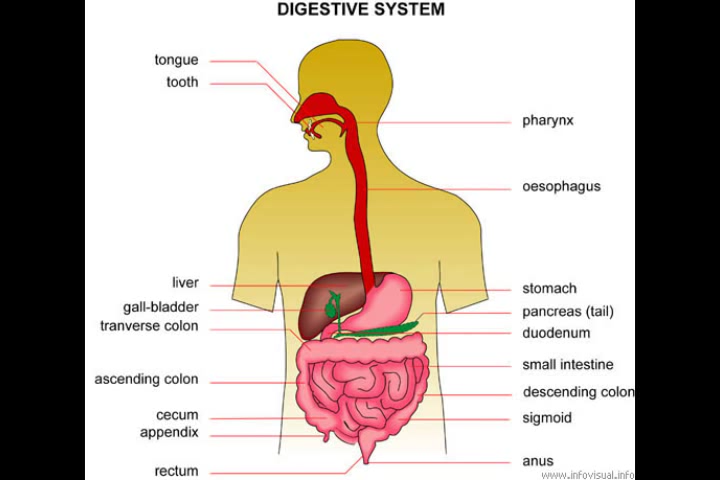 DIGESTIVE SYSTEM
tongue
tooth
pharynx
oesophagus
liver
gall-bladder
tranverse colon
ascending colon
cecum
appendix
rectum
stomach
pancreas (tail)
duodenum
small intestine
descending colon
sigmoid
anus
www.infovisual.info